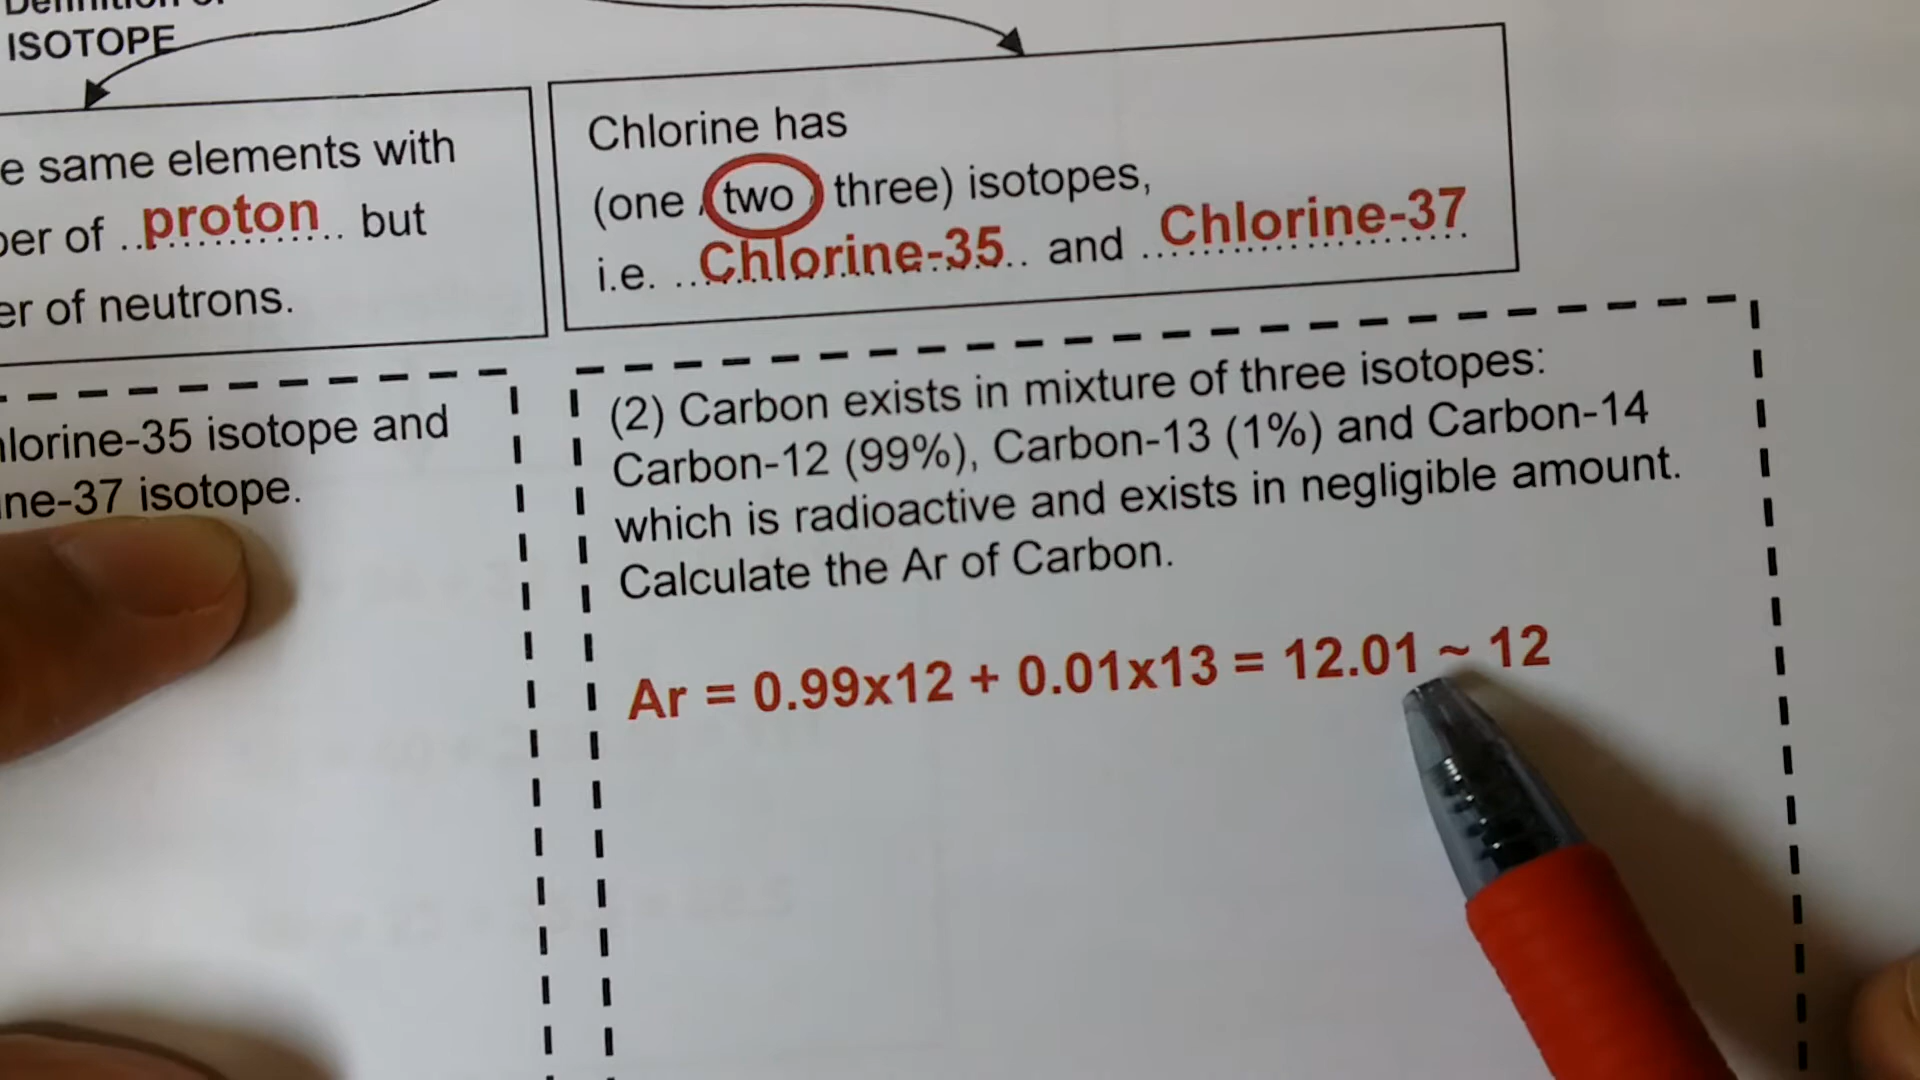 ISOTOPE
e same elements with
er of proton but
er of neutrons.
Chlorine has
(one / two / three) isotopes,
i.e. Chlorine-35 and Chlorine-37
lorine-35 isotope and
ne-37 isotope.
(2) Carbon exists in mixture of three isotopes:
Carbon-12 (99%), Carbon-13 (1%) and Carbon-14
which is radioactive and exists in negligible amount.
Calculate the Ar of Carbon.
Ar = 0.99x12 + 0.01x13 = 12.01 ~ 12